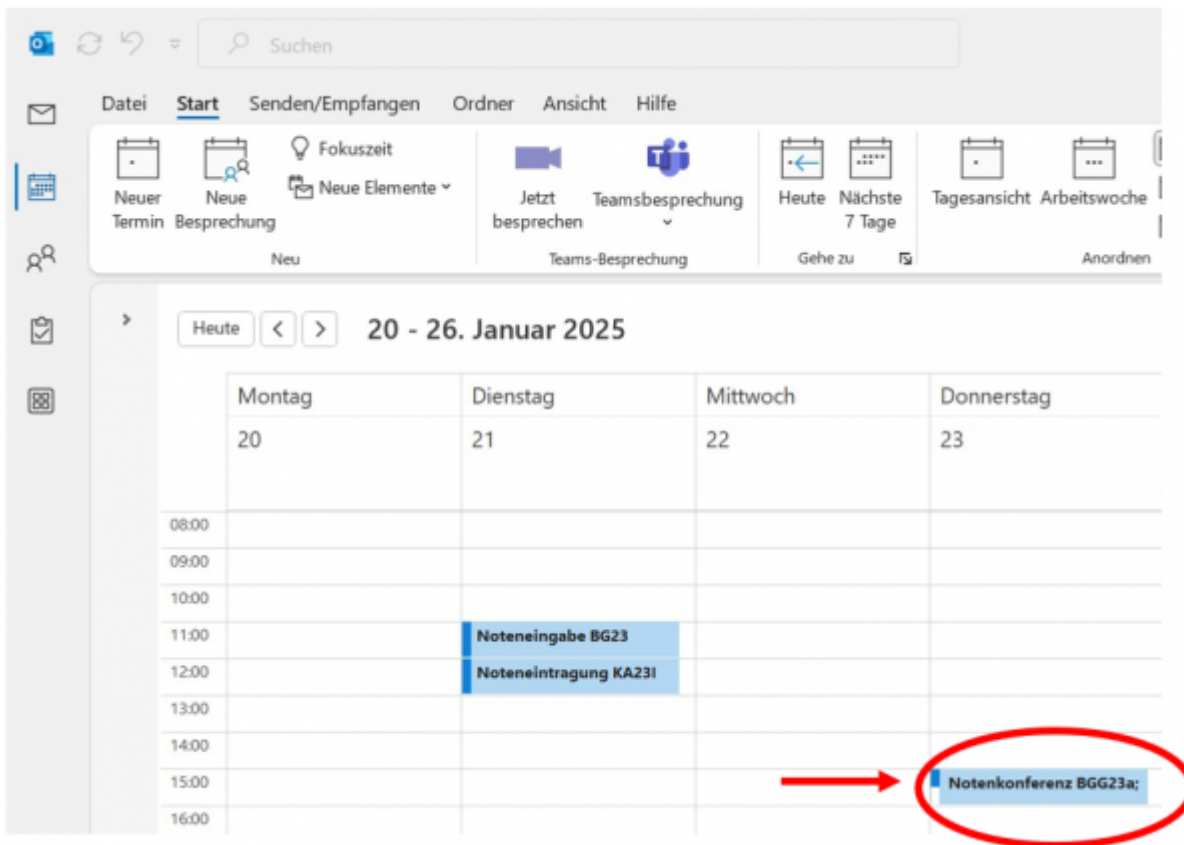 Suchen
Datei Start Senden/Empfangen Ordner Ansicht Hilfe
Neuer Termin
Neue Besprechung
Fokuszeit
Neue Elemente
Neu
Jetzt besprechen
Teamsbesprechung
Teams-Besprechung
Heute
Nächste 7 Tage
Gehe zu
Tagesansicht
Arbeitswoche
Anordnen
Heute
20 - 26. Januar 2025
Montag Dienstag Mittwoch Donnerstag
20 21 22 23
08:00
09:00
10:00
11:00 Noteneingabe BG23
12:00 Noteneintragung KA23I
13:00
14:00
15:00 Notenkonferenz BGG23a;
16:00